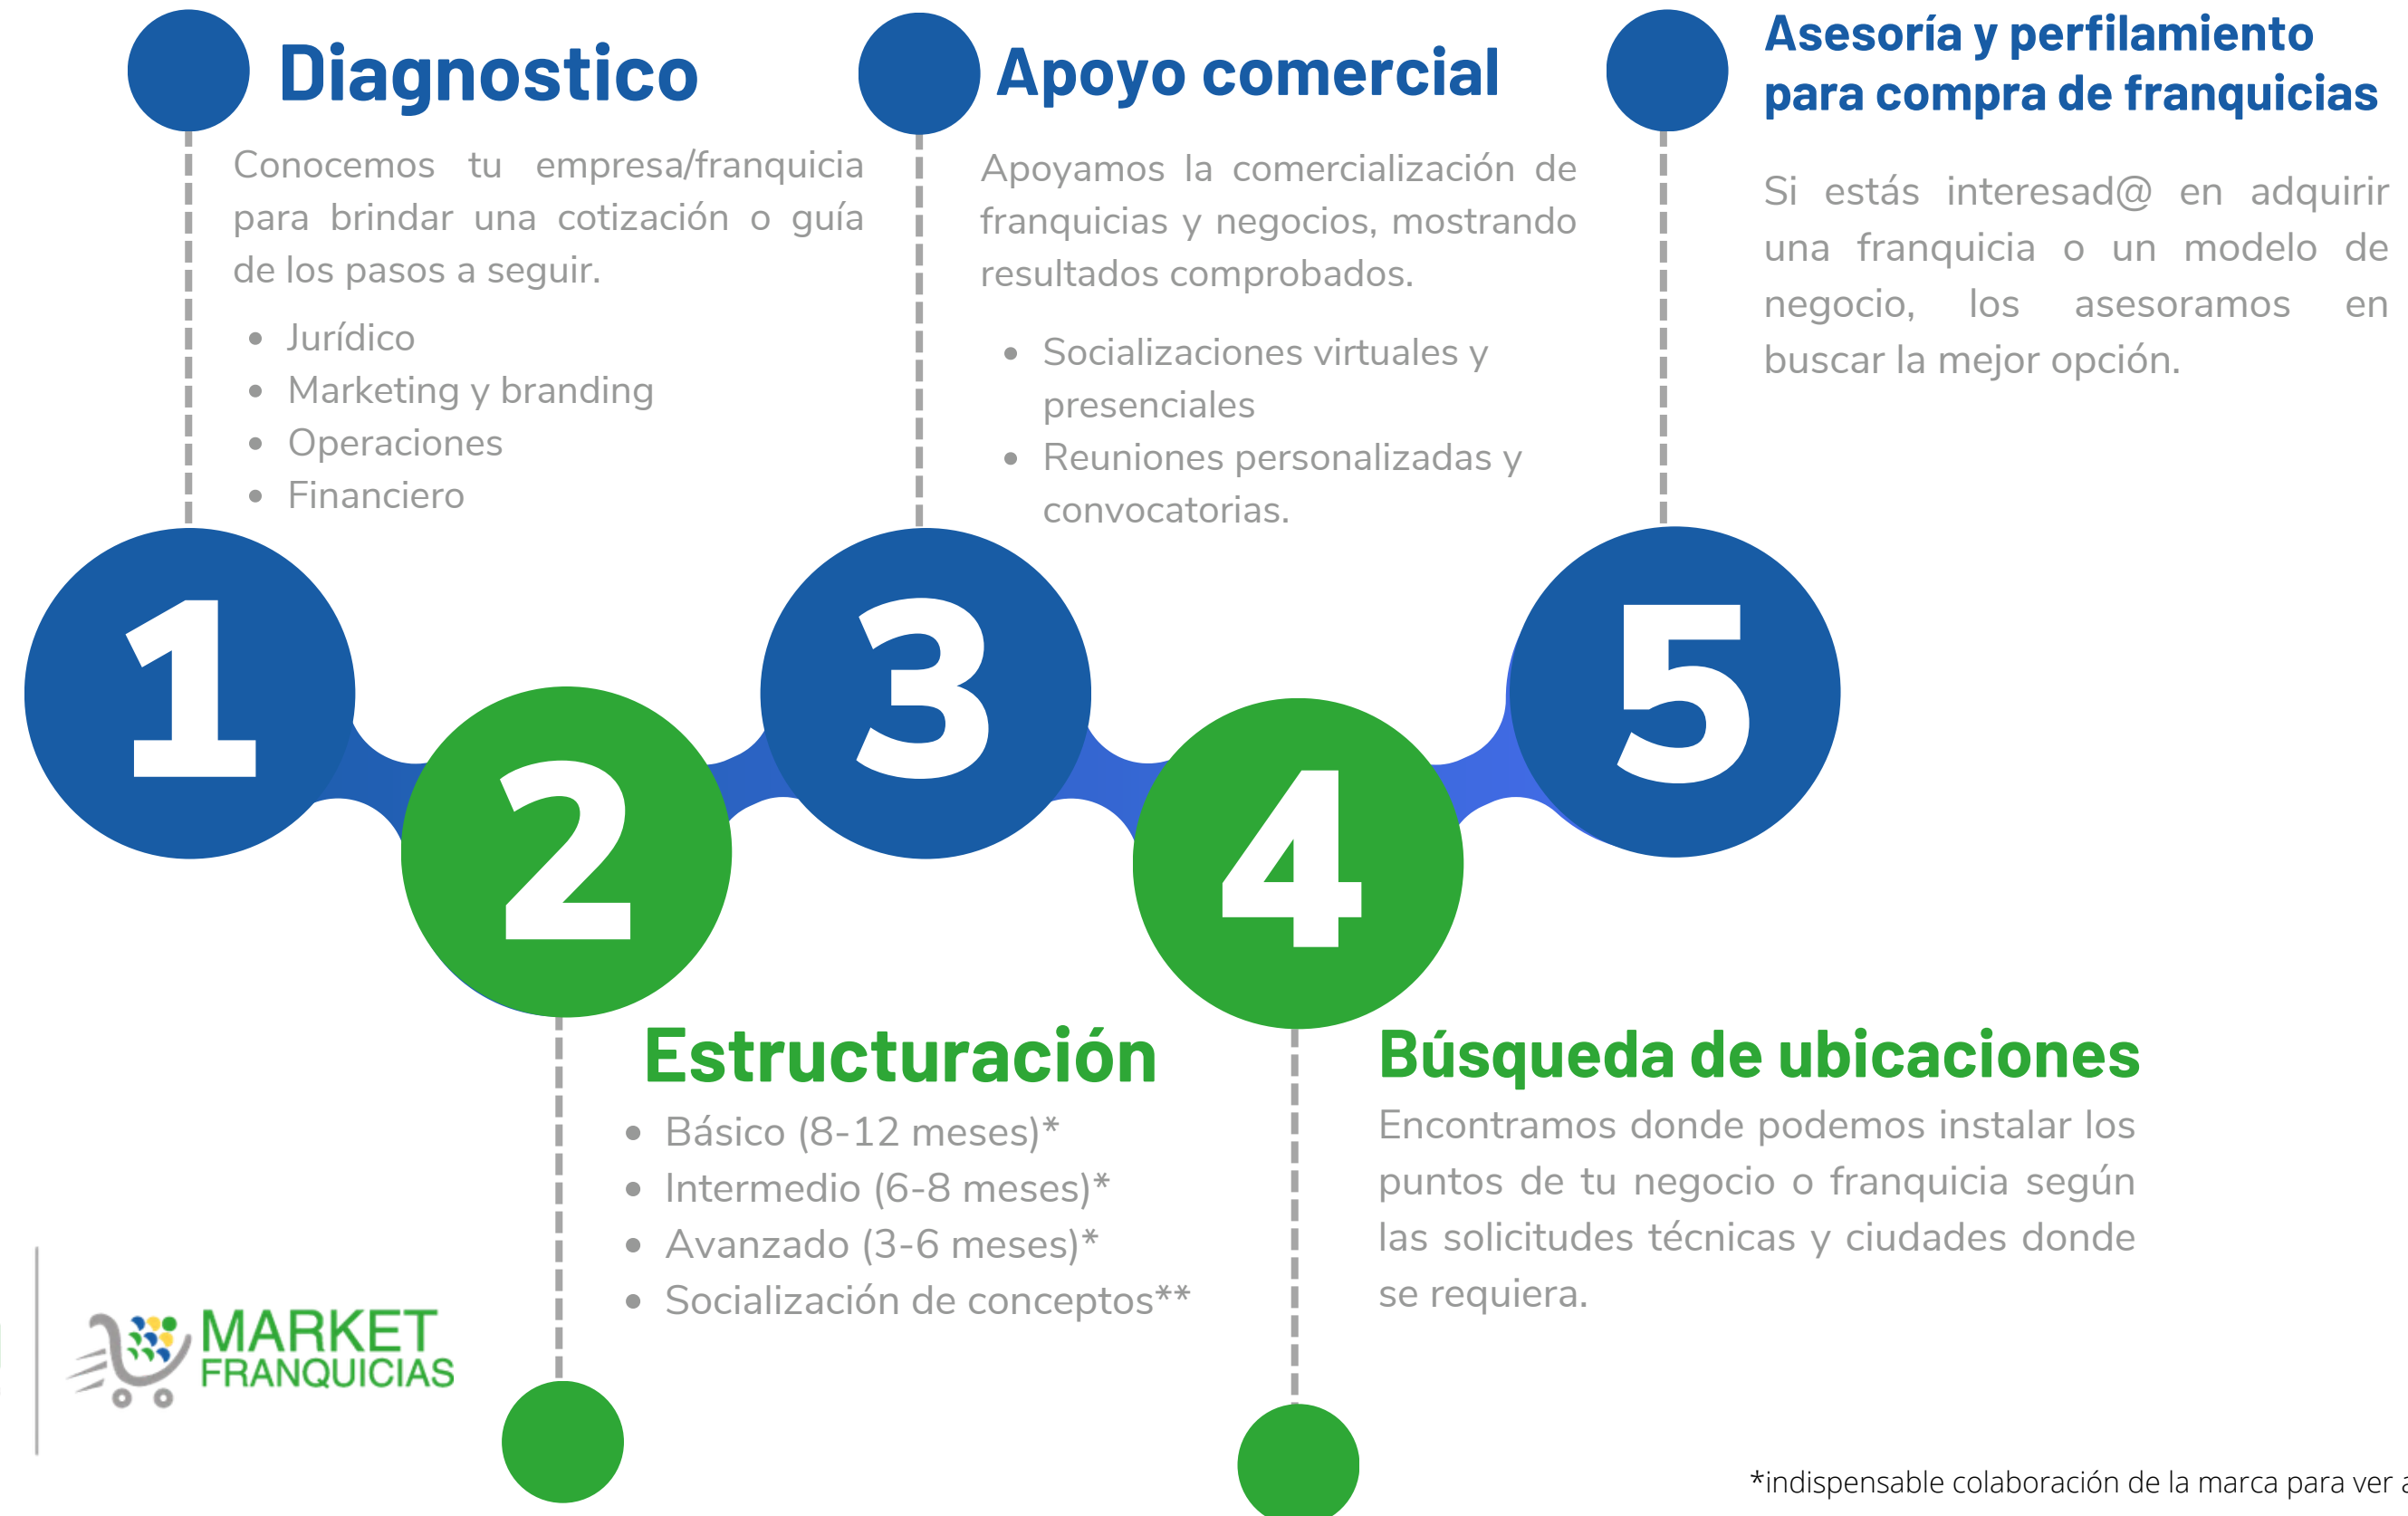 Diagnostico
Conocemos tu empresa/franquicia
para brindar una cotización o guía
de los pasos a seguir.
• Jurídico
• Marketing y branding
• Operaciones
• Financiero
1
Estructuración
• Básico (8-12 meses)*
• Intermedio (6-8 meses)*
• Avanzado (3-6 meses)*
• Socialización de conceptos**
2
Apoyo comercial
Apoyamos la comercialización de
franquicias y negocios, mostrando
resultados comprobados.
• Socializaciones virtuales y
presenciales
• Reuniones personalizadas y
convocatorias.
3
Búsqueda de ubicaciones
Encontramos donde podemos instalar los
puntos de tu negocio o franquicia según
las solicitudes técnicas y ciudades donde
se requiera.
4
Asesoría y perfilamiento
para compra de franquicias
Si estás interesad@ en adquirir
una franquicia o un modelo de
negocio, los asesoramos en
buscar la mejor opción.
5
MARKET
FRANQUICIAS
*indispensable colaboración de la marca para ver